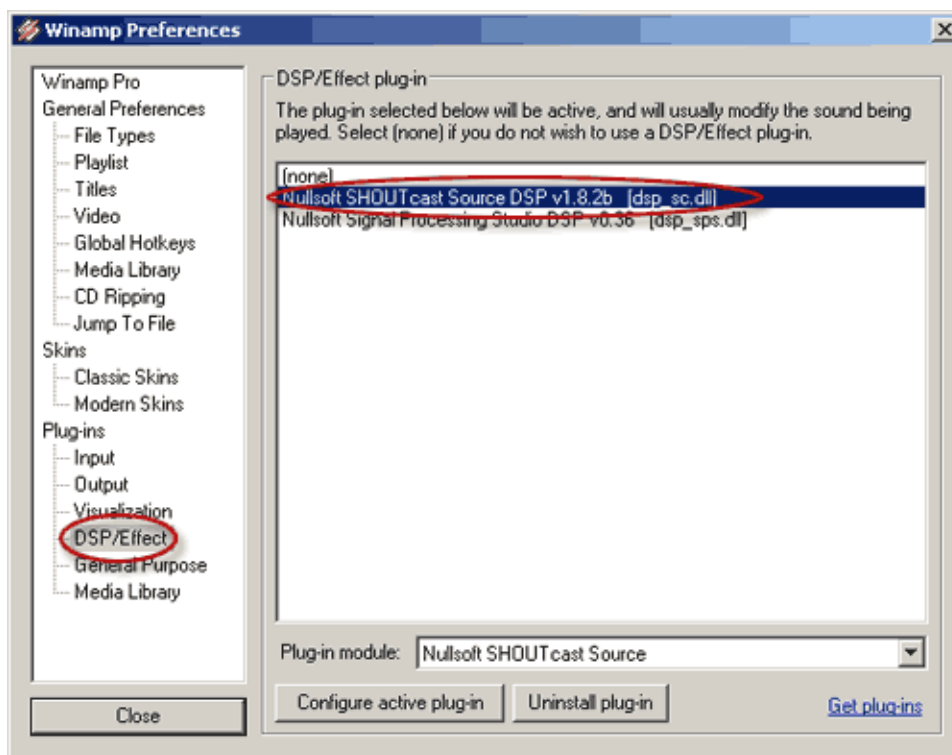 Winamp Preferences
Winamp Pro
General Preferences
File Types
Playlist
Titles
Video
Global Hotkeys
Media Library
CD Ripping
Jump To File
Skins
Classic Skins
Modern Skins
Plug-ins
Input
Output
Visualization
DSP/Effect
General Purpose
Media Library
Close
DSP/Effect plug-in
The plug-in selected below will be active, and will usually modify the sound being
played. Select (none) if you do not wish to use a DSP/Effect plug-in.
(none)
Nullsoft SHOUTcast Source DSP v1.8.2b [dsp_sc.dll]
Nullsoft Signal Processing Studio DSP v0.36 [dsp_sps.dll]
Plug-in module: Nullsoft SHOUTcast Source
Configure active plug-in Uninstall plug-in Get plug-ins